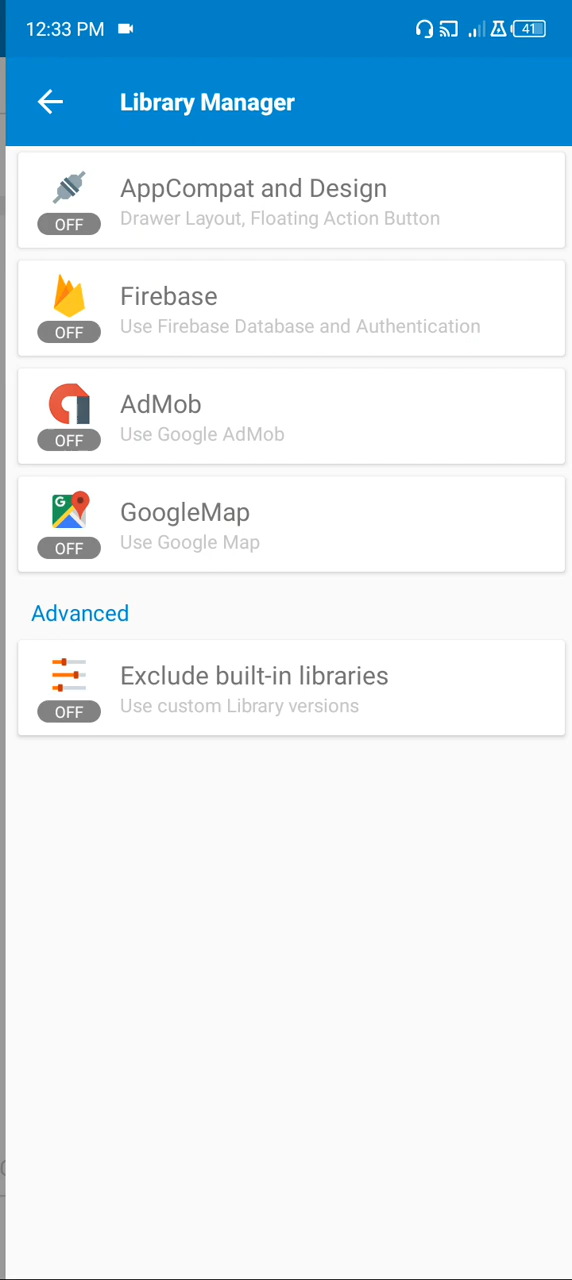 12:33 PM
41
Library Manager
AppCompat and Design
Drawer Layout, Floating Action Button
OFF
Firebase
Use Firebase Database and Authentication
OFF
AdMob
Use Google AdMob
OFF
G
GoogleMap
Use Google Map
OFF
Advanced
Exclude built-in libraries
Use custom Library versions
OFF